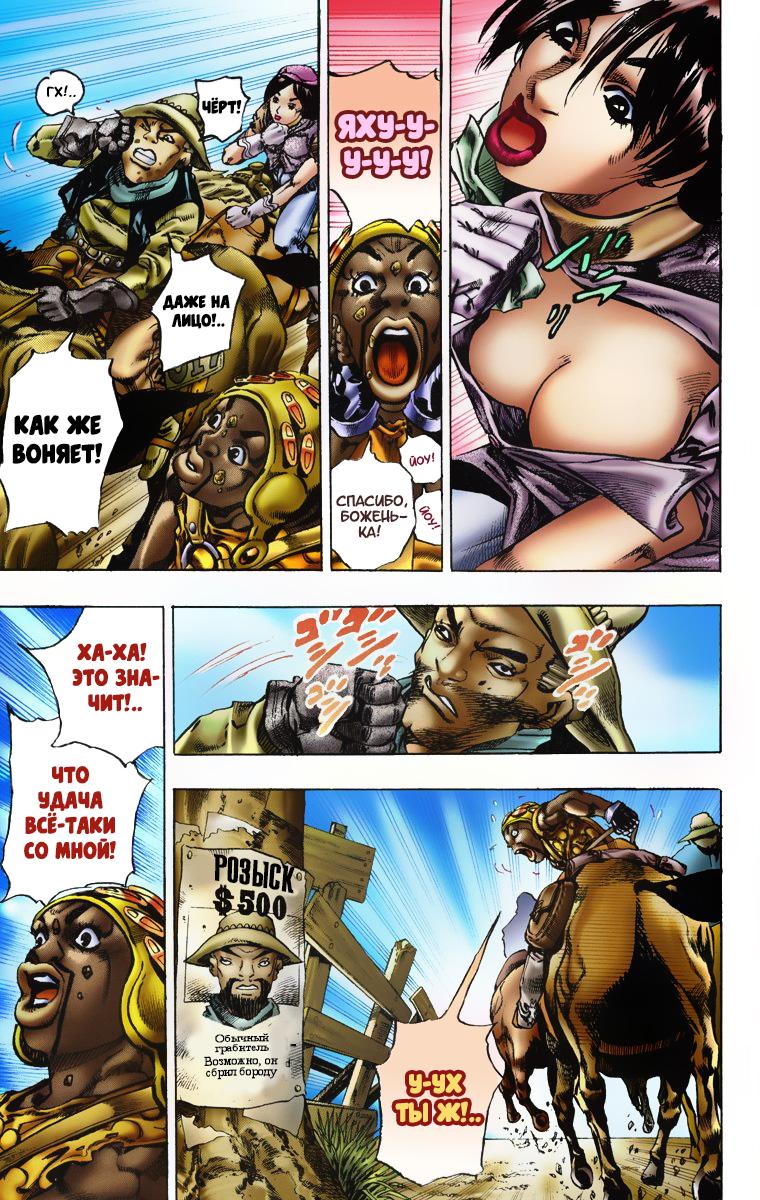 ЯХУ-У-
У-У-У!
ЙОУ!
ЙОУ!
СПАСИБО,
БОЖЕНЬ-
КА!
ЧЁРТ!
ГХ!..
ДАЖЕ НА
ЛИЦО!..
КАК ЖЕ
ВОНЯЕТ!
ХА-ХА!
ЭТО ЗНА-
ЧИТ!..
ЧТО
УДАЧА
ВСЁ-ТАКИ
СО МНОЙ!
У-УХ
ТЫ Ж!..
РОЗЫСК
$500
Обычный
грабитель
Возможно, он
сбрил бороду